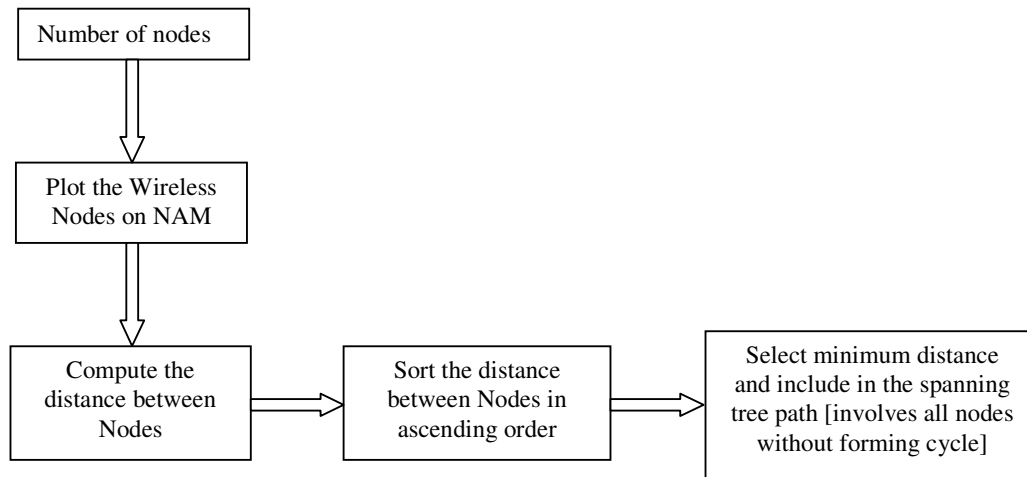 Number of nodes
Plot the Wireless
Nodes on NAM
Compute the
distance between
Nodes
Sort the distance
between Nodes in
ascending order
Select minimum distance
and include in the spanning
tree path [involves all nodes
without forming cycle]